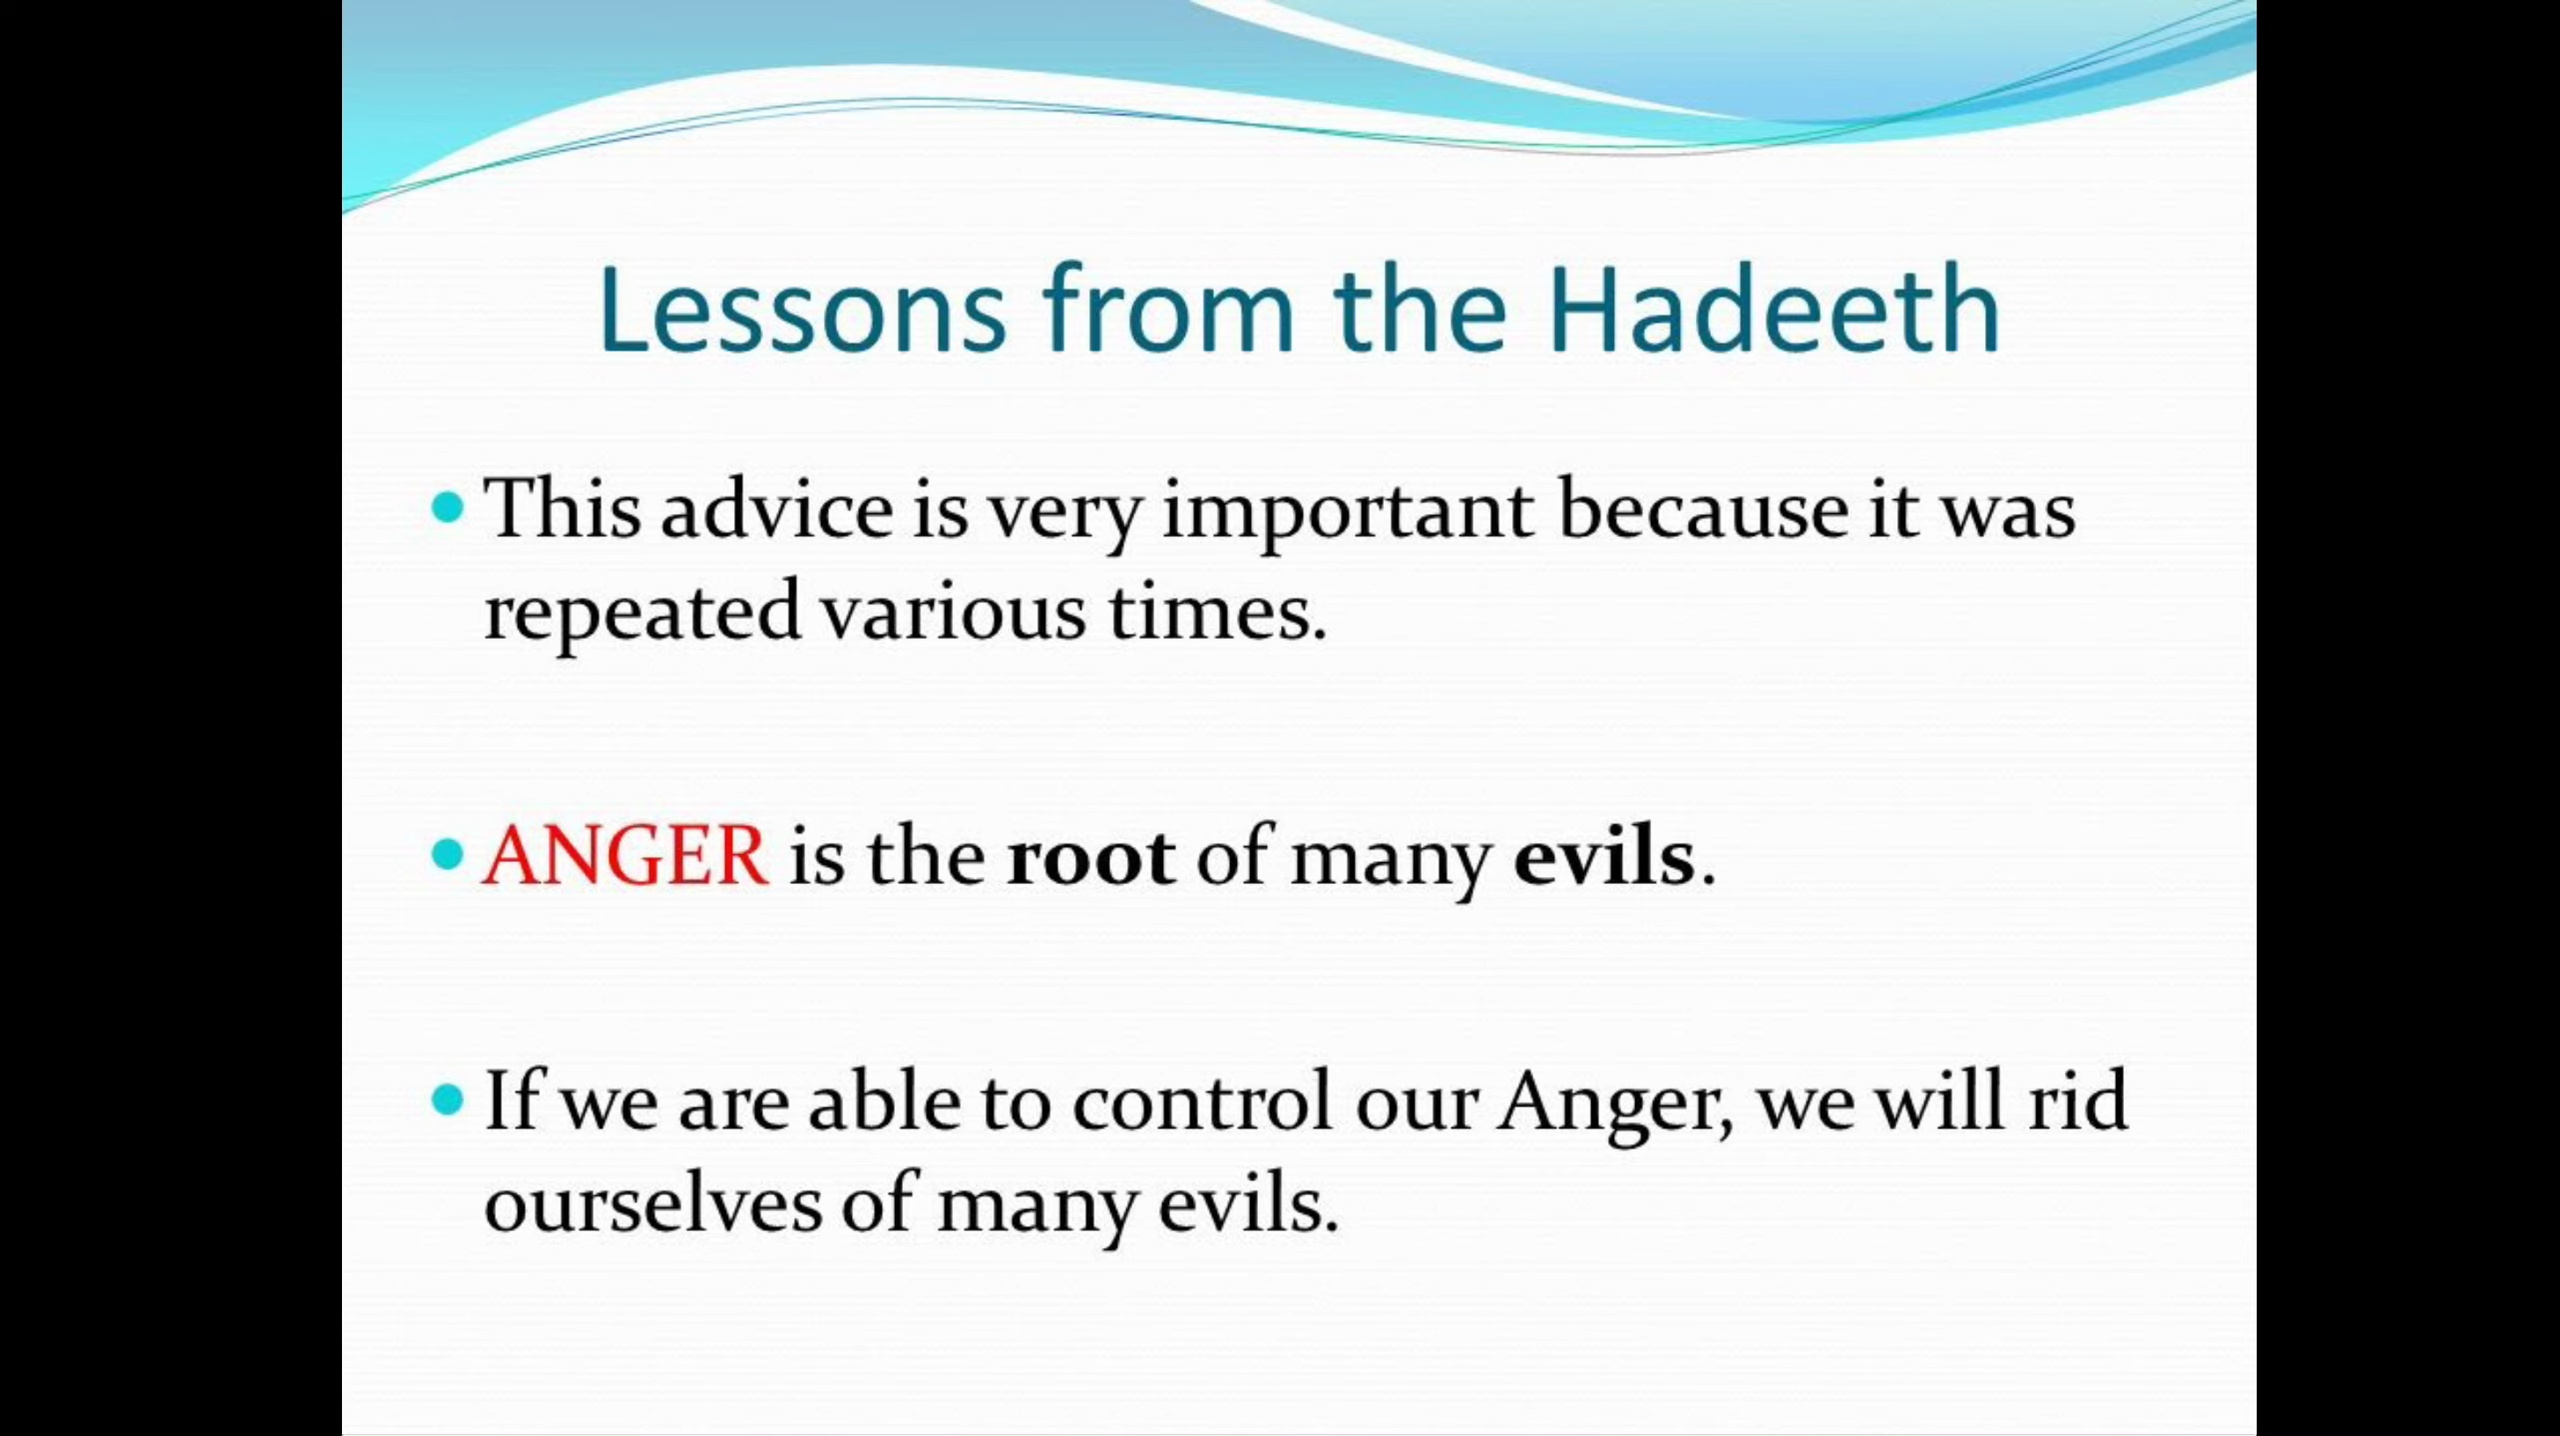 Lessons from the Hadeeth
This advice is very important because it was
repeated various times.
ANGER is the root of many evils.
If we are able to control our Anger, we will rid
ourselves of many evils.